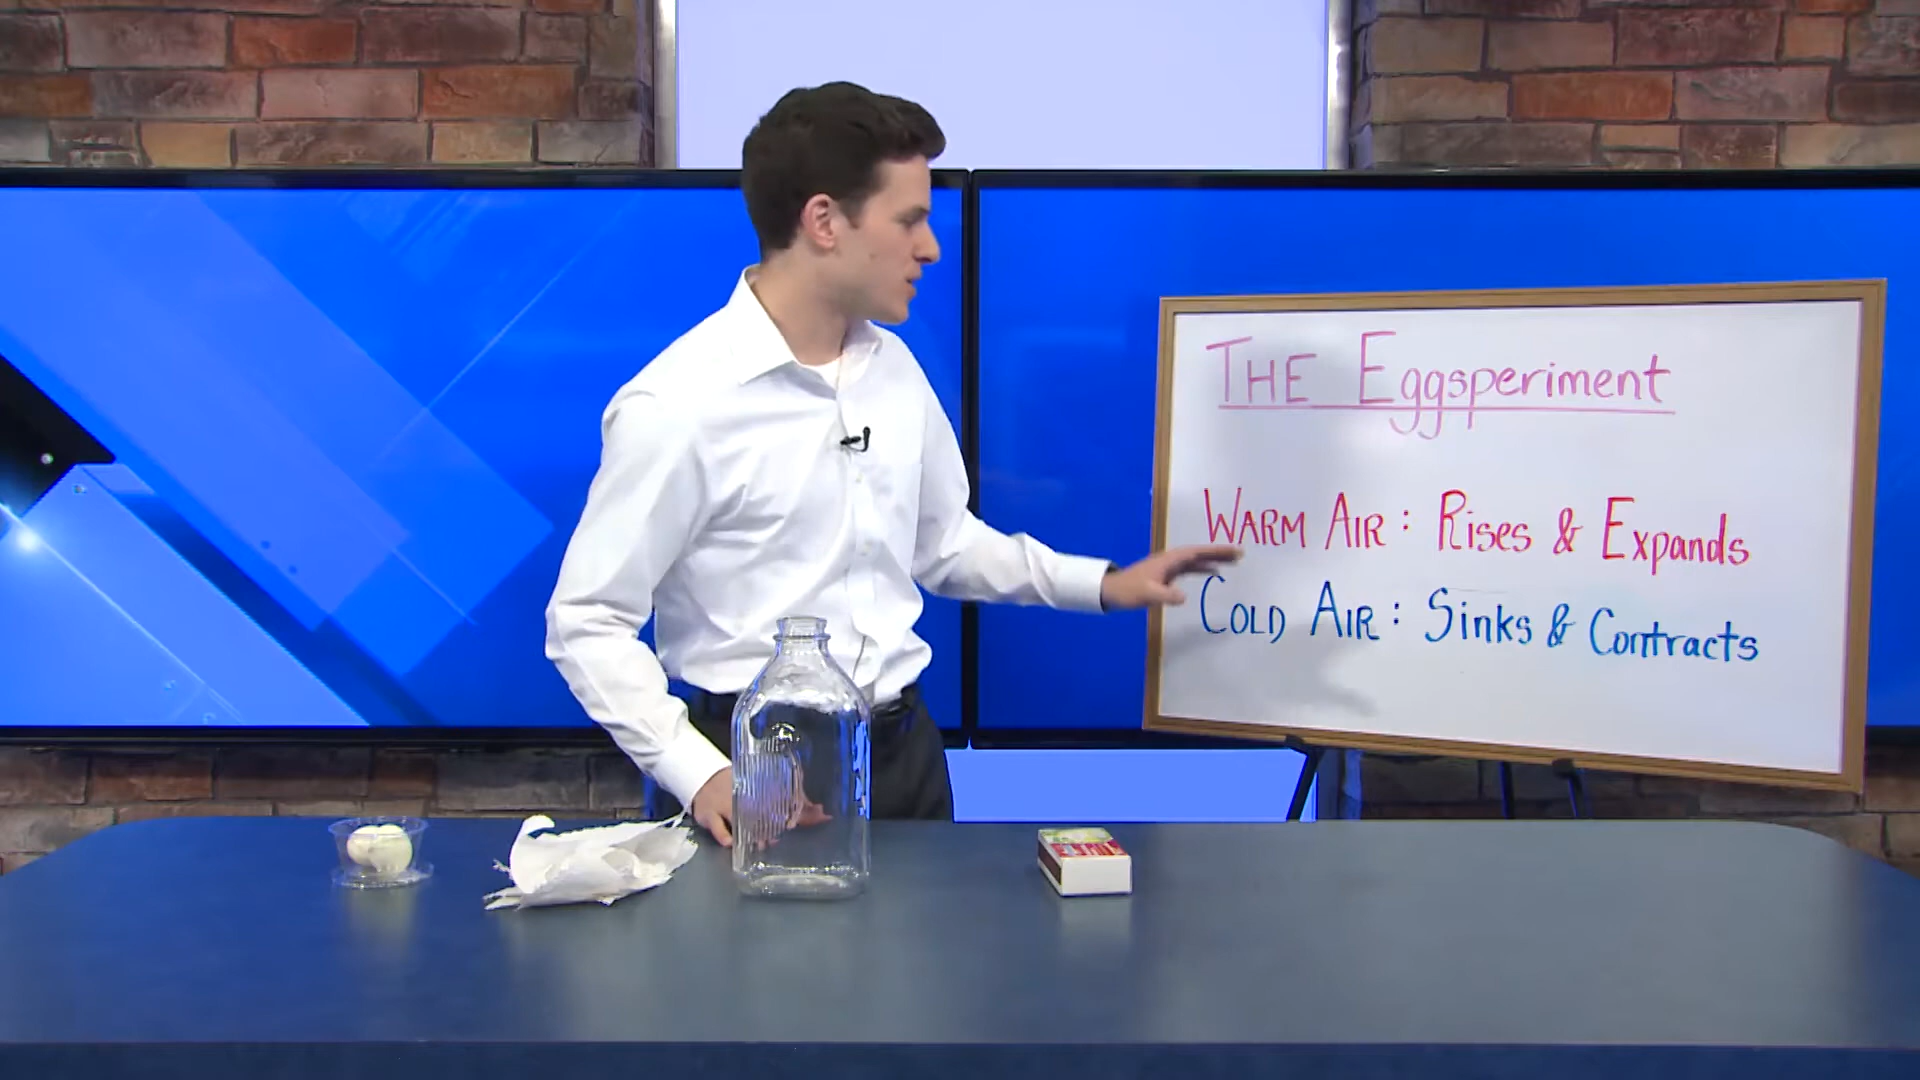 THE Eggsperiment
WARM AIR: Rises & Expands
COLD AIR: Sinks & Contracts